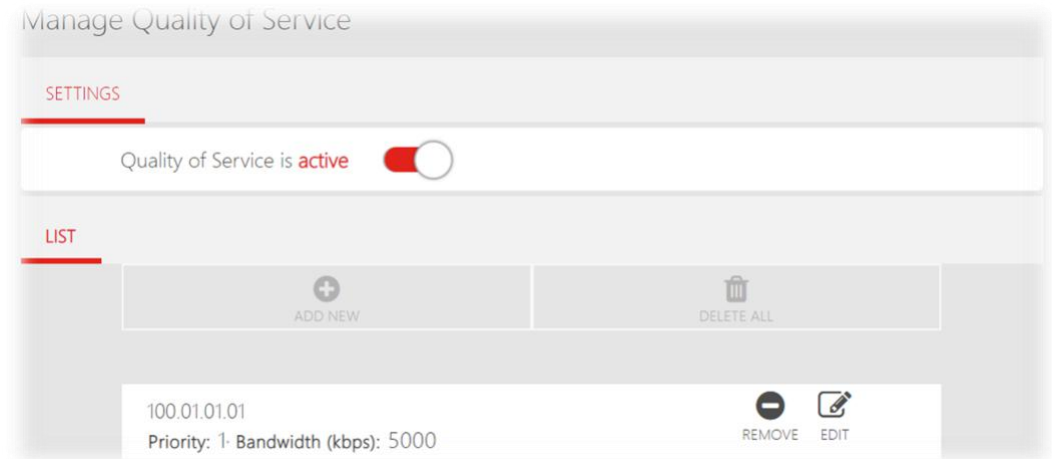 Manage Quality of Service
SETTINGS
Quality of Service is active
LIST
ADD NEW
DELETE ALL
100.01.01.01
REMOVE EDIT
Priority: 1· Bandwidth (kbps): 5000